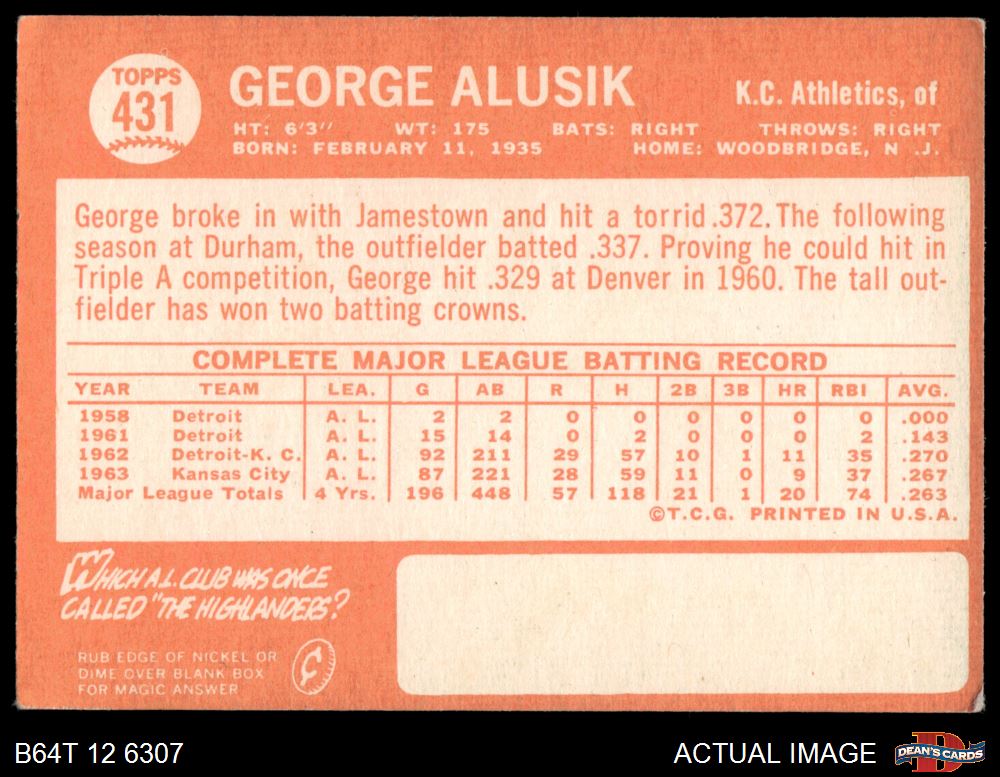 TOPPS
431
GEORGE ALUSIK
K.C. Athletics, of
HT: 6'3" WT: 175 BATS: RIGHT THROWS: RIGHT
BORN: FEBRUARY 11, 1935 HOME: WOODBRIDGE, N .J.
George broke in with Jamestown and hit a torrid .372. The following
season at Durham, the outfielder batted .337. Proving he could hit in
Triple A competition, George hit .329 at Denver in 1960. The tall out-
fielder has won two batting crowns.
COMPLETE MAJOR LEAGUE BATTING RECORD
YEAR TEAM LEA. G AB R H 2B 3B HR RBI AVG.
1958 Detroit A. L. 2 2 0 0 0 0 0 0 .000
1961 Detroit A. L. 15 14 0 2 0 0 0 2 .143
1962 Detroit-K. C. A. L. 92 211 29 57 10 1 11 35 .270
1963 Kansas City A. L. 87 221 28 59 11 0 9 37 .267
Major League Totals 4 Yrs. 196 448 57 118 21 1 20 74 .263
©T.C.G. PRINTED IN U.S.A.
WHICH A.L. CLUB WAS ONCE
CALLED "THE HIGHLANDERS?
RUB EDGE OF NICKEL OR
DIME OVER BLANK BOX
FOR MAGIC ANSWER
C
B64T 12 6307
ACTUAL IMAGE
D
DEAN'S CARDS